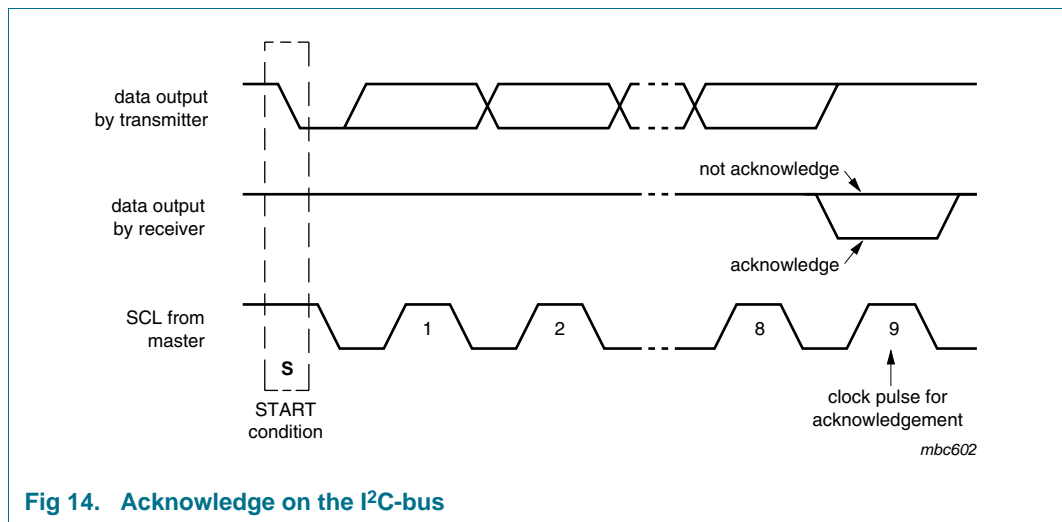 data output
by transmitter
not acknowledge
data output
by receiver
acknowledge
SCL from
master
1
2
8
9
S
START
condition
clock pulse for
acknowledgement
mbc602
Fig 14. Acknowledge on the I²C-bus